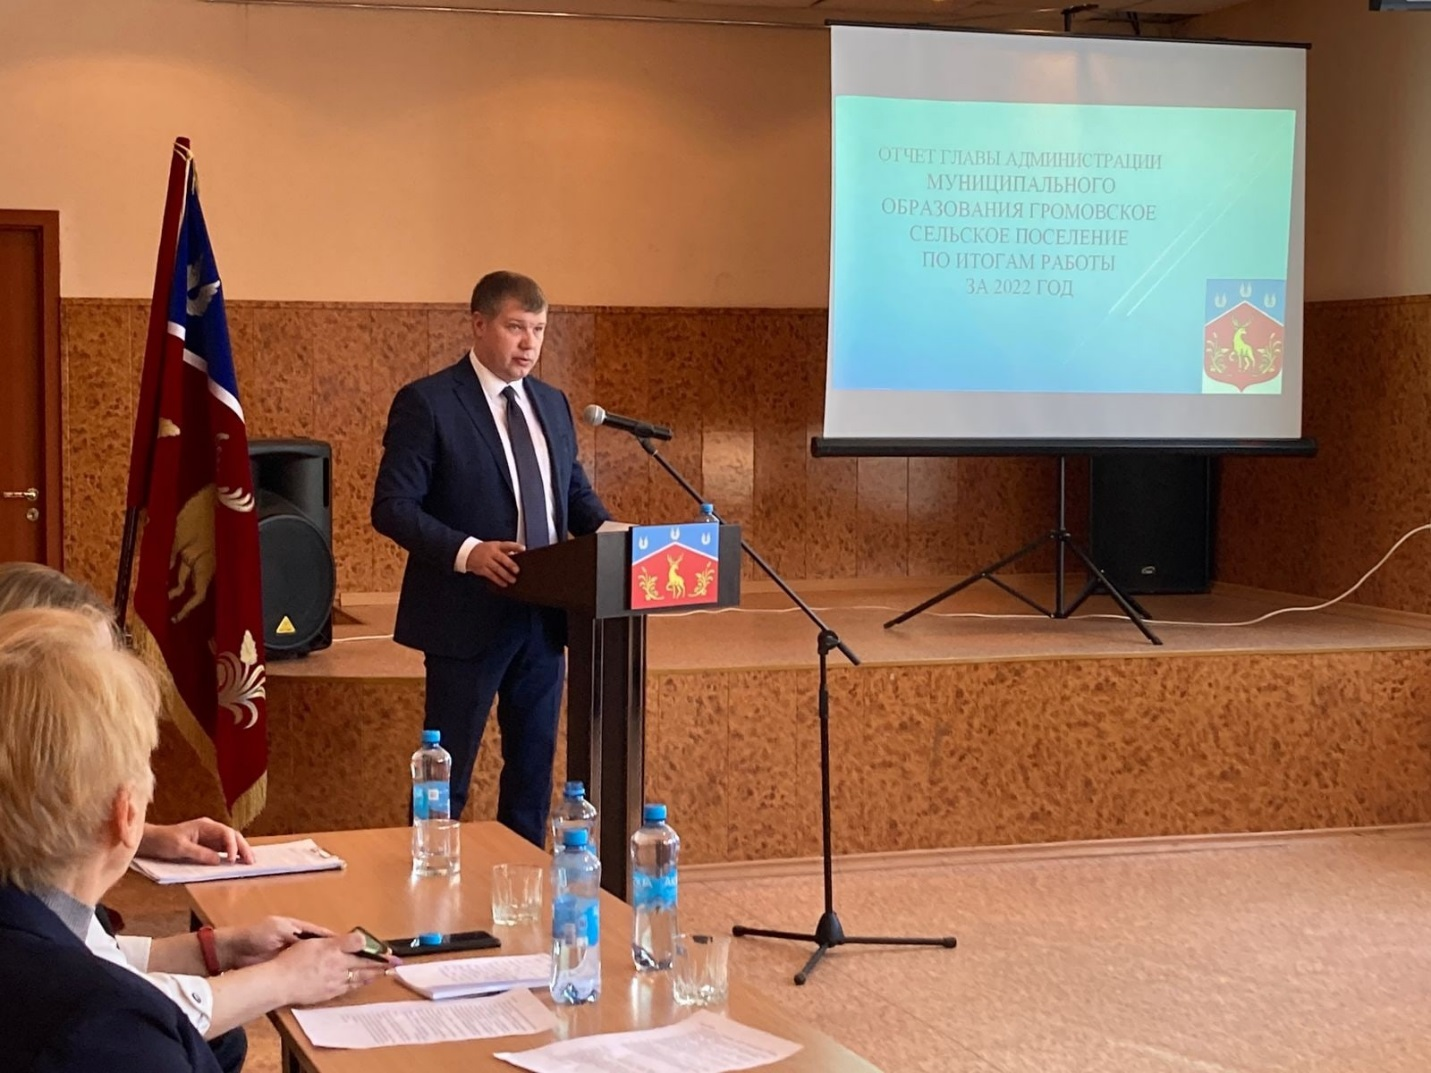 ОТЧЕТ ГЛАВЫ АДМИНИСТРАЦИИ
МУНИЦИПАЛЬНОГО
ОБРАЗОВАНИЯ ГРОМОВСКОЕ
СЕЛЬСКОЕ ПОСЕЛЕНИЕ
ПО ИТОГАМ РАБОТЫ
ЗА 2022 ГОД